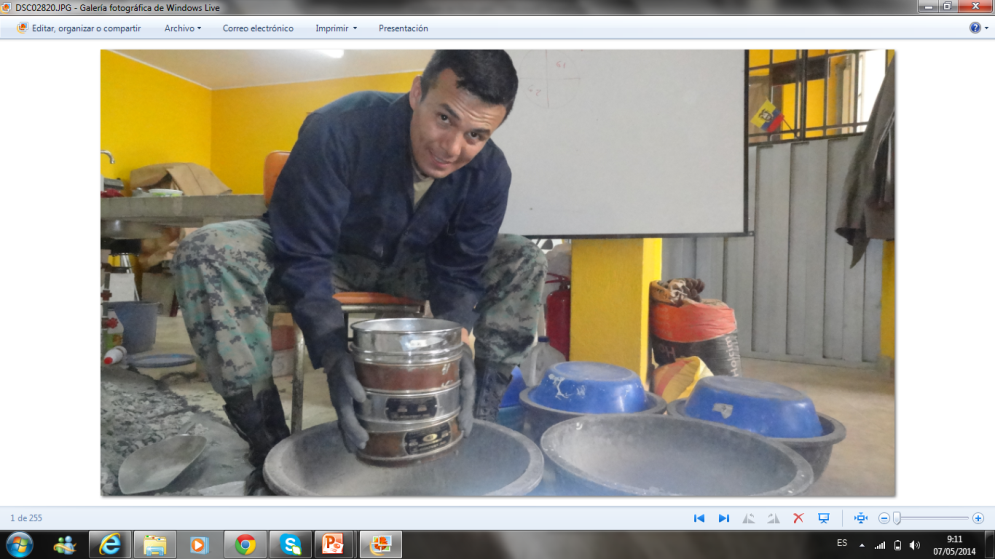 DSC02820.JPG - Galería fotográfica de Windows Live
Editar, organizar o compartir
Archivo
Correo electrónico
Imprimir
Presentación
1 de 255
ES
9:11
07/05/2014